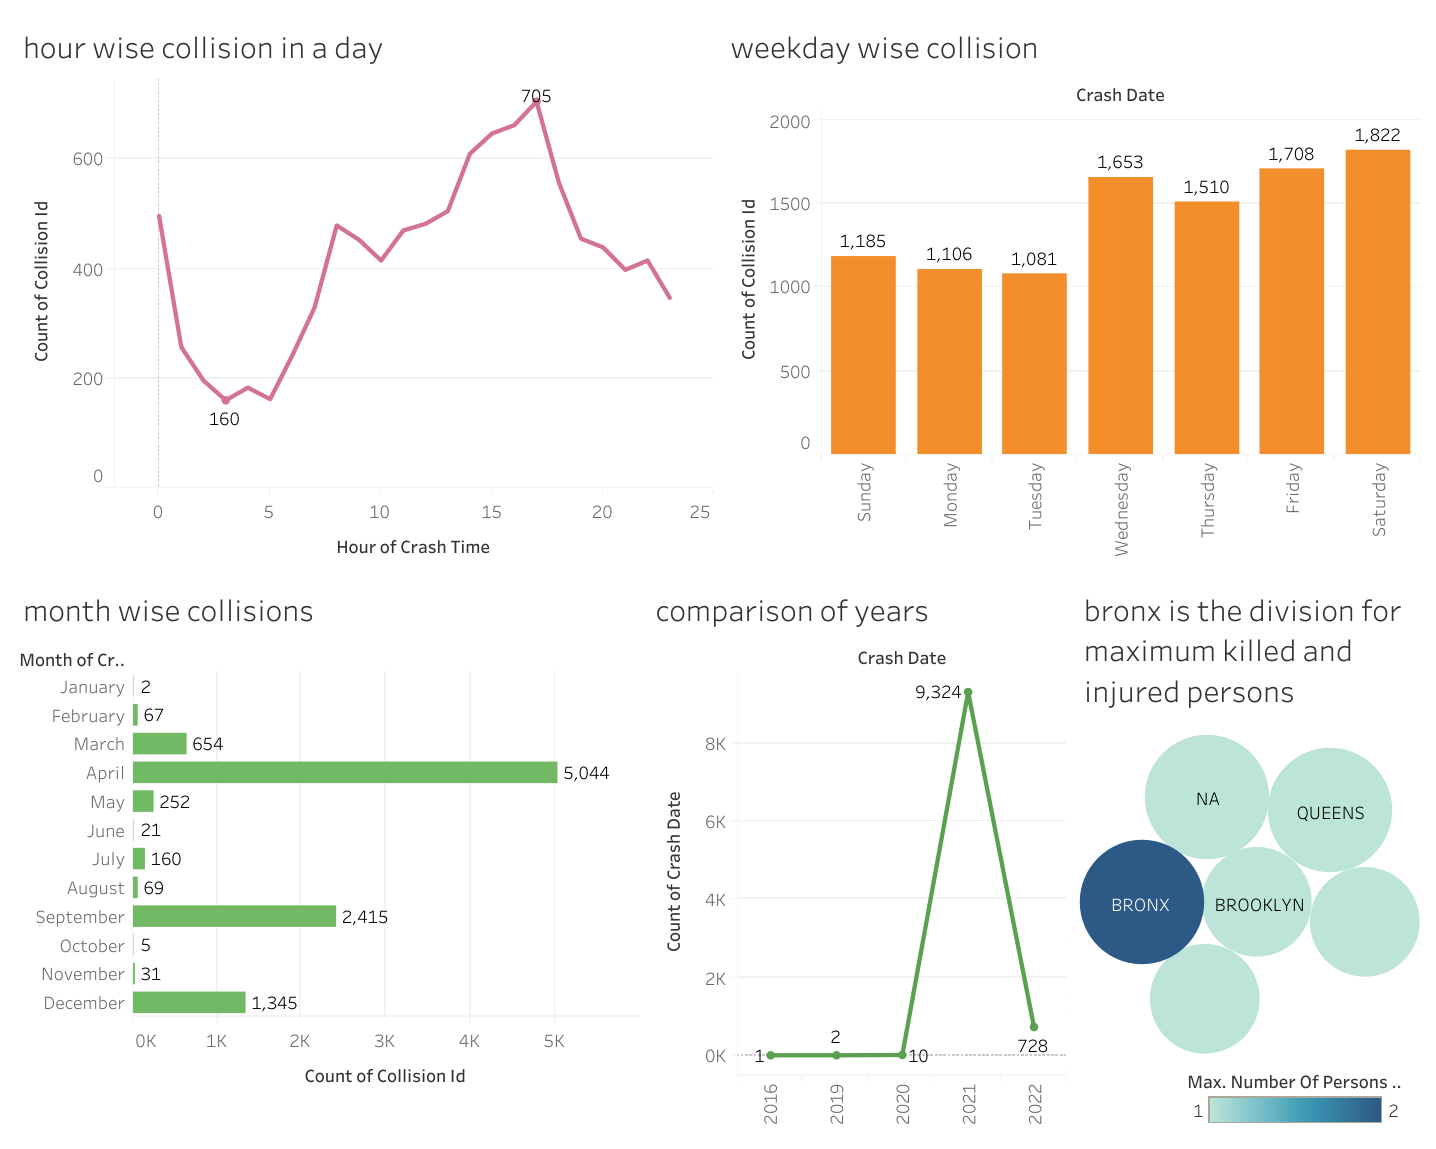 hour wise collision in a day
705
600
400
200
0
160
Count of Collision Id
0 5 10 15 20 25
Hour of Crash Time
weekday wise collision
Crash Date
2000
1500
1000
500
0
1,185 1,106 1,081 1,653 1,510 1,708 1,822
Count of Collision Id
Sunday Monday Tuesday Wednesday Thursday Friday Saturday
month wise collisions
Month of Cr..
January 2
February 67
March 654
April 5,044
May 252
June 21
July 160
August 69
September 2,415
October 5
November 31
December 1,345
0K 1K 2K 3K 4K 5K
Count of Collision Id
comparison of years
Crash Date
9,324
8K
6K
4K
2K
0K
1 2 10 728
Count of Crash Date
2016 2019 2020 2021 2022
bronx is the division for
maximum killed and
injured persons
NA
QUEENS
BRONX
BROOKLYN
Max. Number Of Persons ..
1 2